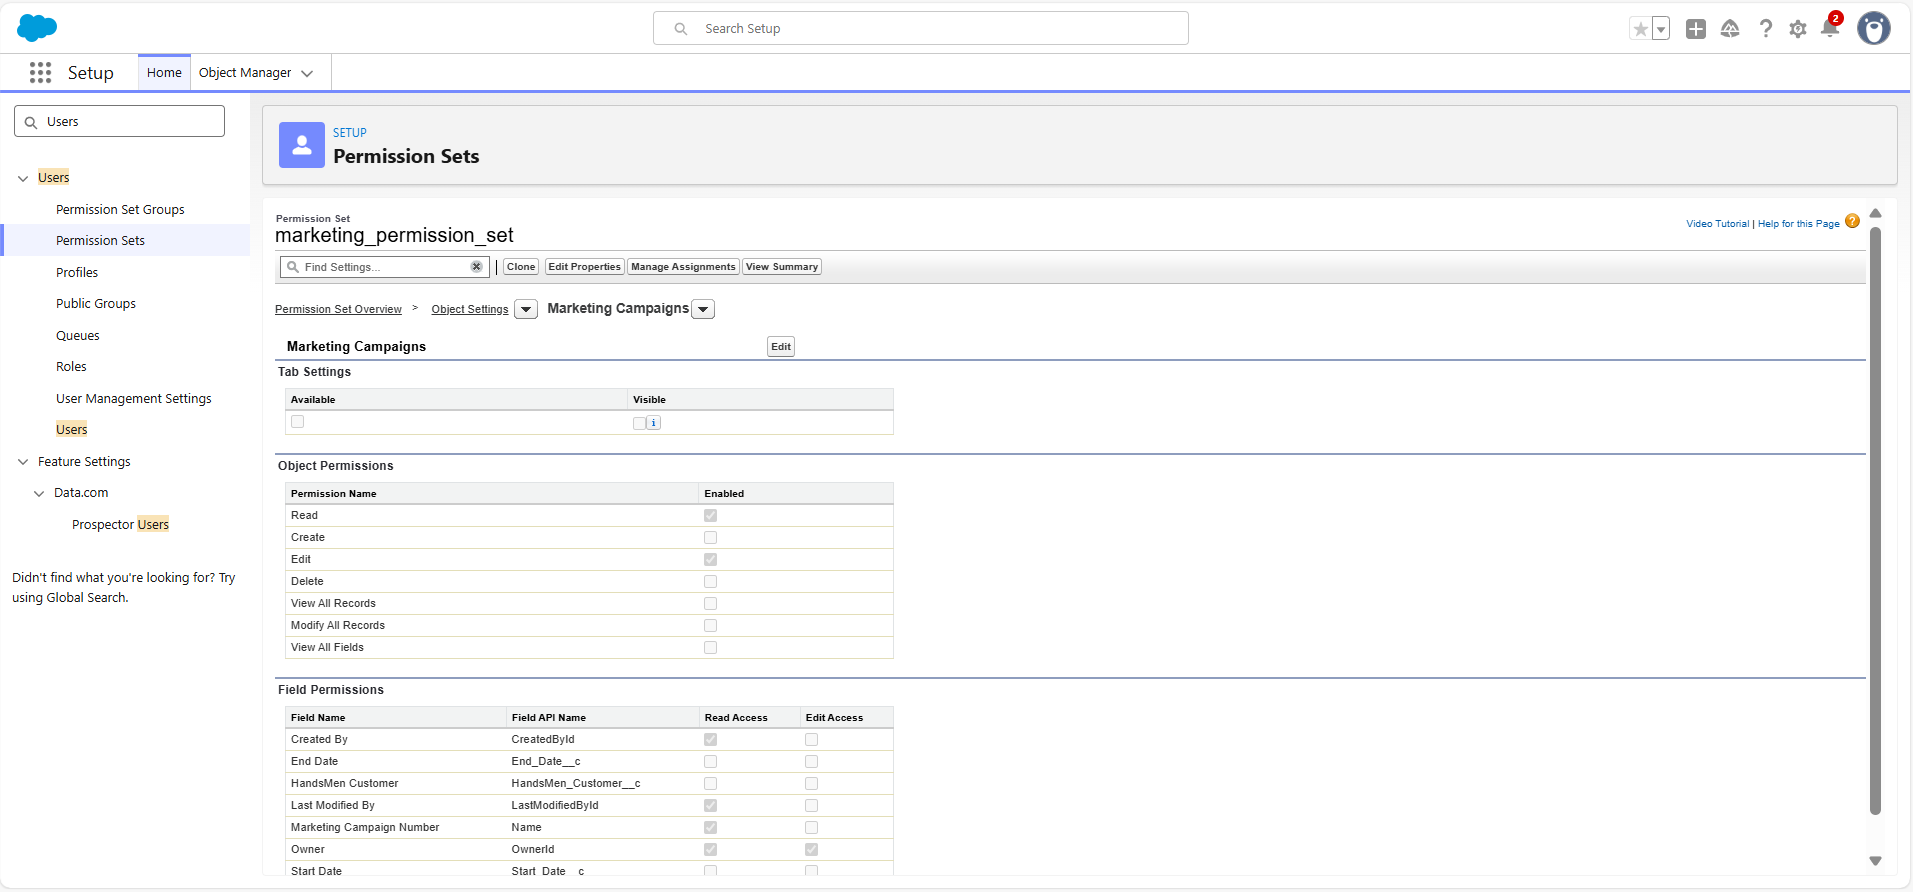 Search Setup
2
Setup
Home
Object Manager
Users
Users
Permission Set Groups
Permission Sets
Profiles
Public Groups
Queues
Roles
User Management Settings
Users
Feature Settings
Data.com
Prospector Users
Didn't find what you're looking for? Try
using Global Search.
SETUP
Permission Sets
Permission Set
marketing_permission_set
Video Tutorial | Help for this Page ?
Find Settings... | Clone Edit Properties Manage Assignments View Summary
Permission Set Overview > Object Settings Marketing Campaigns
Marketing Campaigns Edit
Tab Settings
Available Visible
i
Object Permissions
Permission Name Enabled
Read
Create
Edit
Delete
View All Records
Modify All Records
View All Fields
Field Permissions
Field Name Field API Name Read Access Edit Access
Created By CreatedById
End Date End_Date__c
HandsMen Customer HandsMen_Customer__c
Last Modified By LastModifiedById
Marketing Campaign Number Name
Owner OwnerId
Start Date Start_Date__c